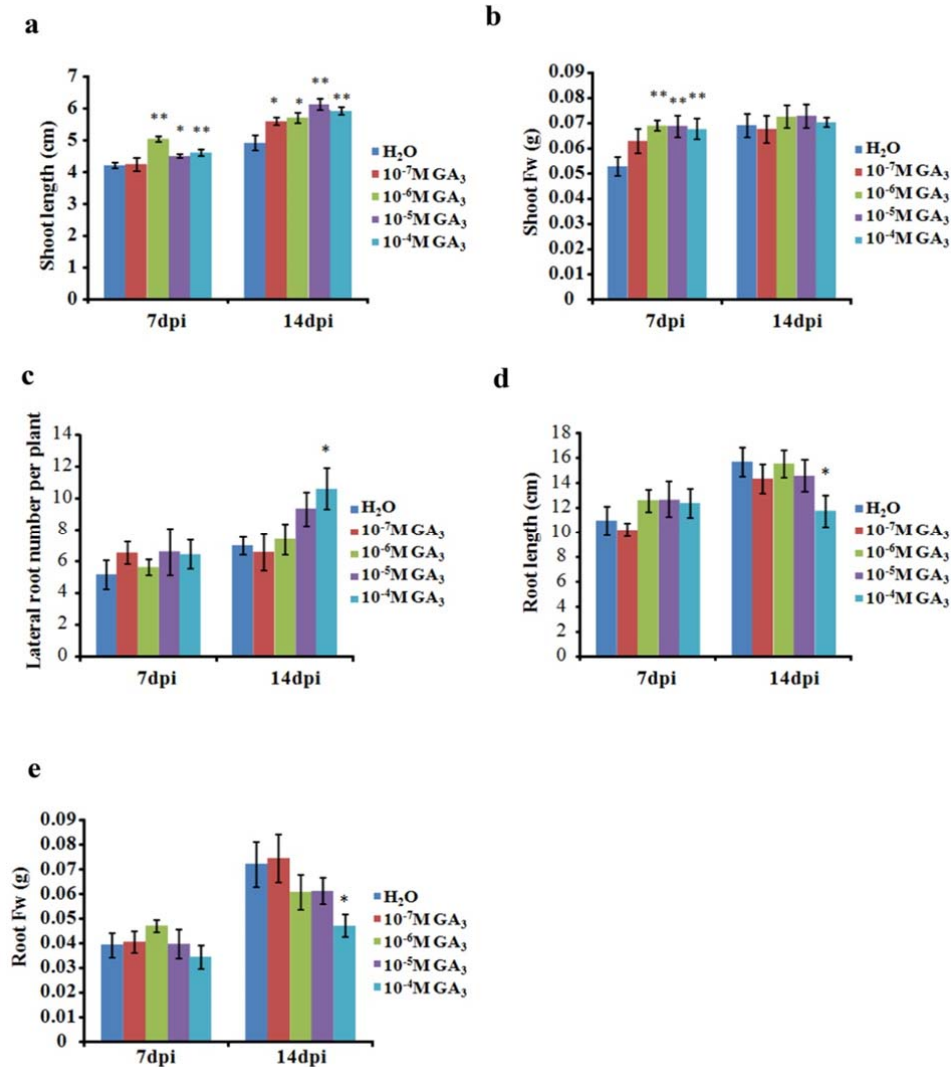 a
Shoot length (cm)
7
6
5
4
3
2
1
0
** * **
* * ** **
7dpi 14dpi
H₂O
10⁻⁷M GA₃
10⁻⁶M GA₃
10⁻⁵M GA₃
10⁻⁴M GA₃
b
Shoot Fw (g)
0.09
0.08
0.07
0.06
0.05
0.04
0.03
0.02
0.01
0
** ** **
7dpi 14dpi
H₂O
10⁻⁷M GA₃
10⁻⁶M GA₃
10⁻⁵M GA₃
10⁻⁴M GA₃
c
Lateral root number per plant
14
12
10
8
6
4
2
0
*
7dpi 14dpi
H₂O
10⁻⁷M GA₃
10⁻⁶M GA₃
10⁻⁵M GA₃
10⁻⁴M GA₃
d
Root length (cm)
18
16
14
12
10
8
6
4
2
0
*
7dpi 14dpi
H₂O
10⁻⁷M GA₃
10⁻⁶M GA₃
10⁻⁵M GA₃
10⁻⁴M GA₃
e
Root Fw (g)
0.09
0.08
0.07
0.06
0.05
0.04
0.03
0.02
0.01
0
*
7dpi 14dpi
H₂O
10⁻⁷M GA₃
10⁻⁶M GA₃
10⁻⁵M GA₃
10⁻⁴M GA₃